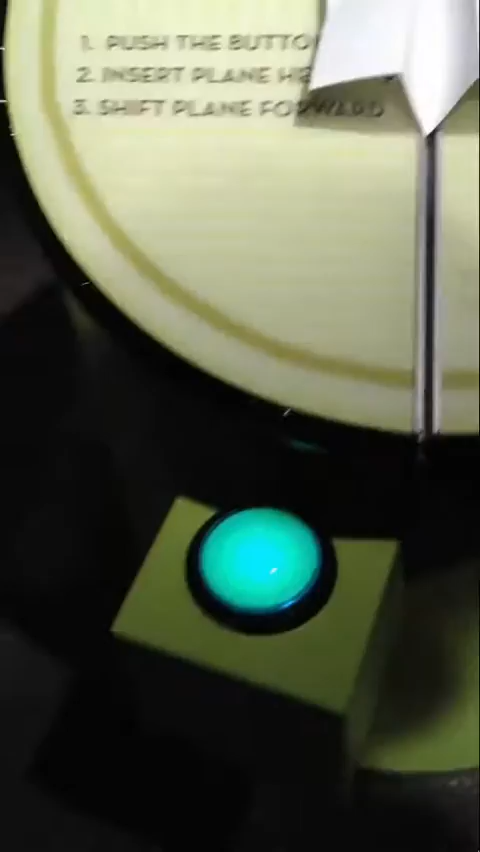 1. PUSH THE BUTTO
2. INSERT PLANE HE
3. SHIFT PLANE FORWARD